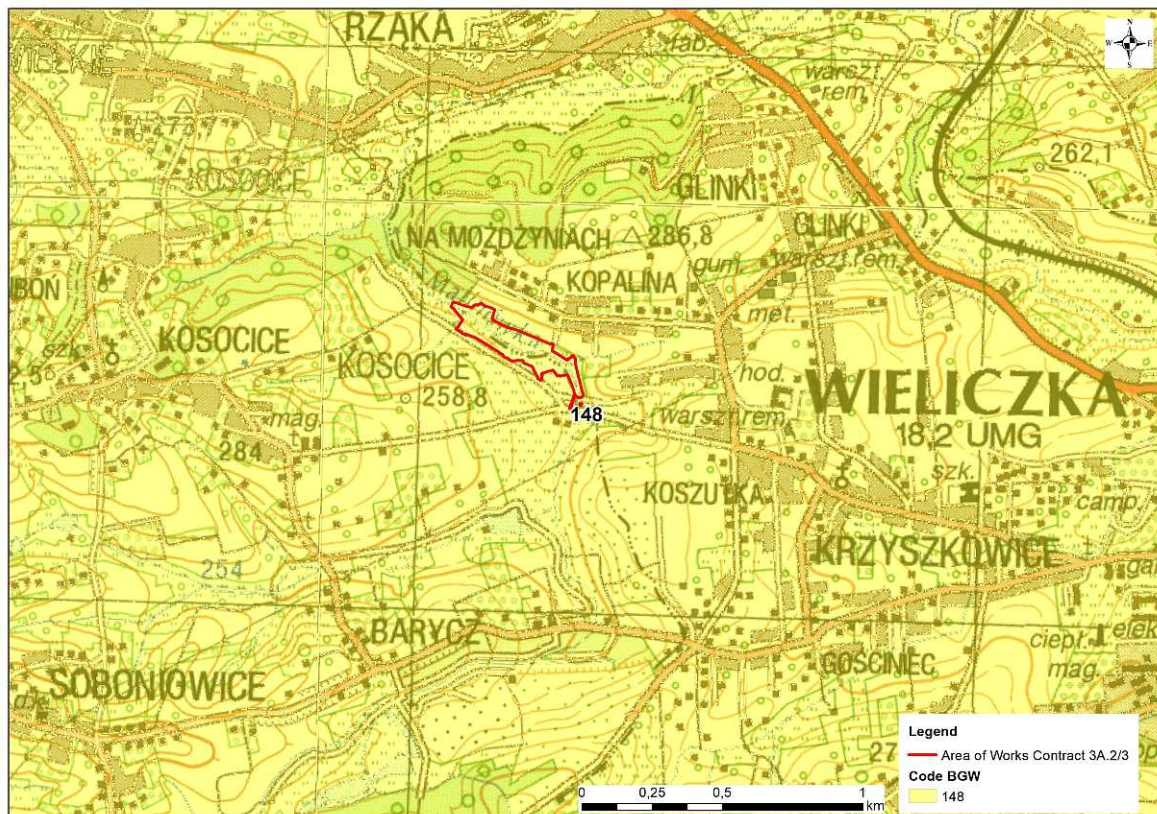 RZĄKA
N
W
E
S
fab.
warszt.
rem.
262,1
KOSOCICE
GLINKI
GLINKI
NA MOŻDŻYNIACH
286,8
KOPALINA
gum.
warszt.rem.
met.
szk.
KOSOCICE
KOSOCICE
258,8
hod.
WIELICZKA
18,2 UMG
148
mag.
284
warszt.rem.
szk.
KOSZUTKA
camp.
KRZYSZKOWICE
254
BARYCZ
GOŚCINIEC
ciepł.
elek
mag.
SOBONIOWICE
Legend
Area of Works Contract 3A.2/3
Code BGW
148
0
0,25
0,5
1
km